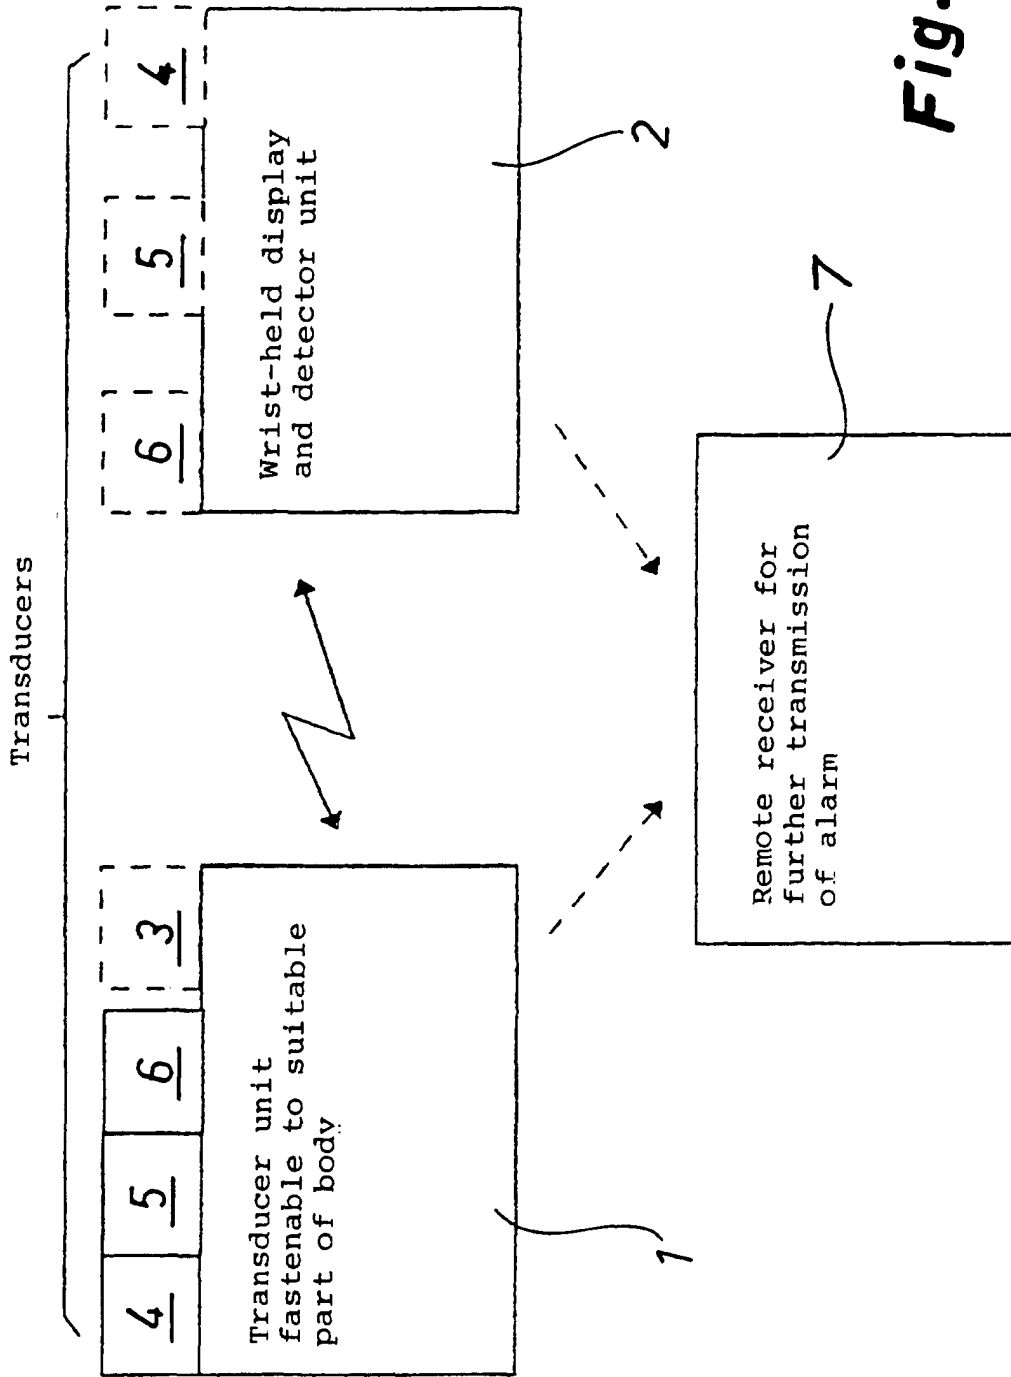 Transducers
4 5 6 3
6 5 4
Transducer unit
fastenable to suitable
part of body
Wrist-held display
and detector unit
1
2
Remote receiver for
further transmission
of alarm
7
Fig.